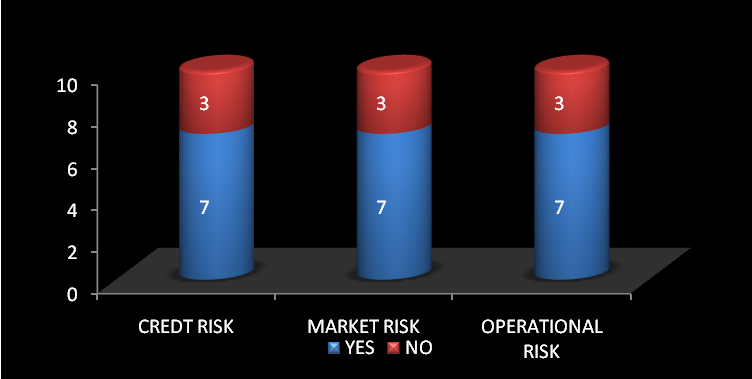 10
8
6
4
2
0
3
3
3
7
7
7
CREDT RISK
MARKET RISK
OPERATIONAL
RISK
YES
NO